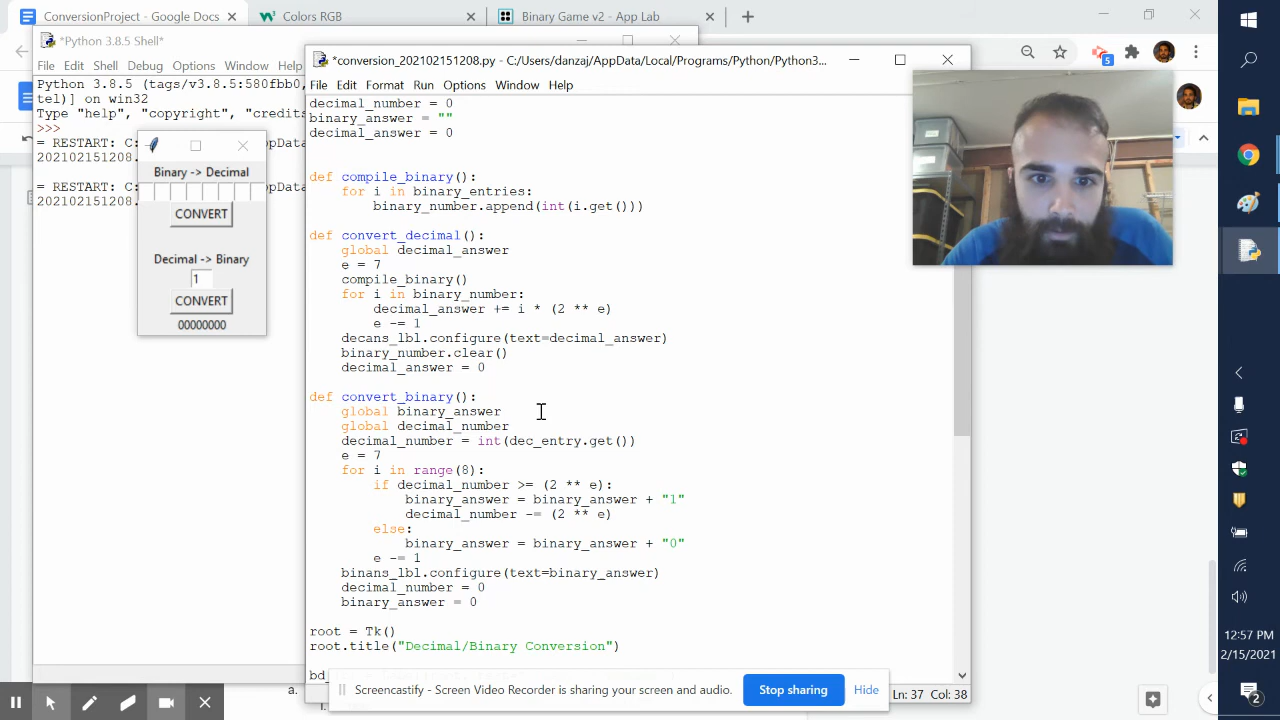 ConversionProject - Google Docs
Colors RGB
Binary Game v2 - App Lab
*Python 3.8.5 Shell*
File Edit Shell Debug Options Window Help
Python 3.8.5 (tags/v3.8.5:580fbb0,
tel)] on win32
Type "help", "copyright", "credits
>>>
= RESTART: C:
202102151208.
= RESTART: C:
202102151208.
Binary -> Decimal
CONVERT
Decimal -> Binary
1
CONVERT
00000000
*conversion_202102151208.py - C:/Users/danzaj/AppData/Local/Programs/Python/Python3...
File Edit Format Run Options Window Help
decimal_number = 0
binary_answer = ""
decimal_answer = 0
def compile_binary():
for i in binary_entries:
binary_number.append(int(i.get()))
def convert_decimal():
global decimal_answer
e = 7
compile_binary()
for i in binary_number:
decimal_answer += i * (2 ** e)
e -= 1
decans_lbl.configure(text=decimal_answer)
binary_number.clear()
decimal_answer = 0
def convert_binary():
global binary_answer
global decimal_number
decimal_number = int(dec_entry.get())
e = 7
for i in range(8):
if decimal_number >= (2 ** e):
binary_answer = binary_answer + "1"
decimal_number -= (2 ** e)
else:
binary_answer = binary_answer + "0"
e -= 1
binans_lbl.configure(text=binary_answer)
decimal_number = 0
binary_answer = 0
root = Tk()
root.title("Decimal/Binary Conversion")
Ln: 37 Col: 38
Screencastify - Screen Video Recorder is sharing your screen and audio.
Stop sharing
Hide
a.
5
12:57 PM
2/15/2021
2